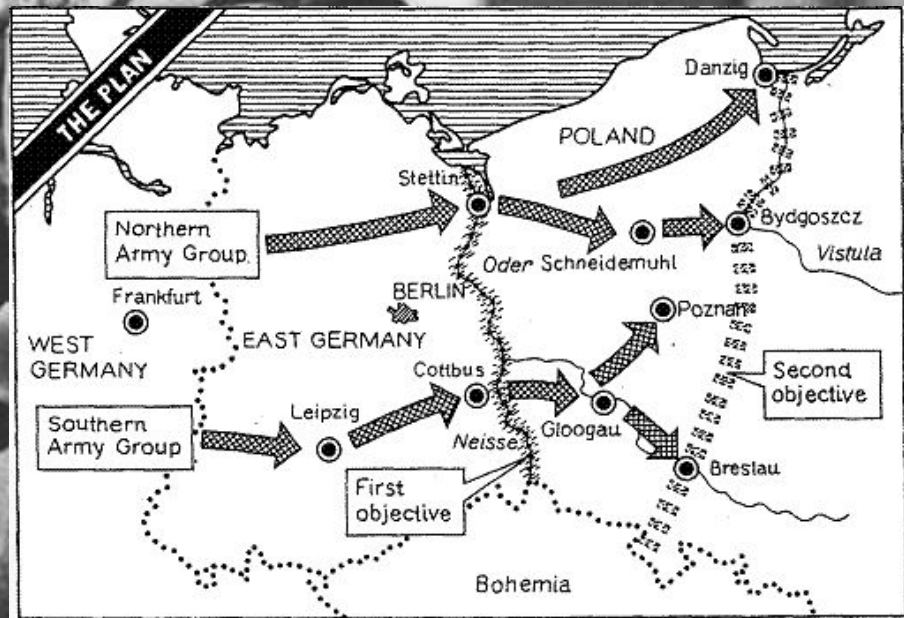 THE PLAN
Danzig
POLAND
Stettin
Northern
Army Group.
Bydgoszcz
Oder Schneidemuhl
Vistula
Frankfurt
BERLIN
Poznan
WEST
GERMANY
EAST GERMANY
Cottbus
Second
objective
Southern
Army Group
Leipzig
Neisse
Gloogau
First
objective
Breslau
Bohemia